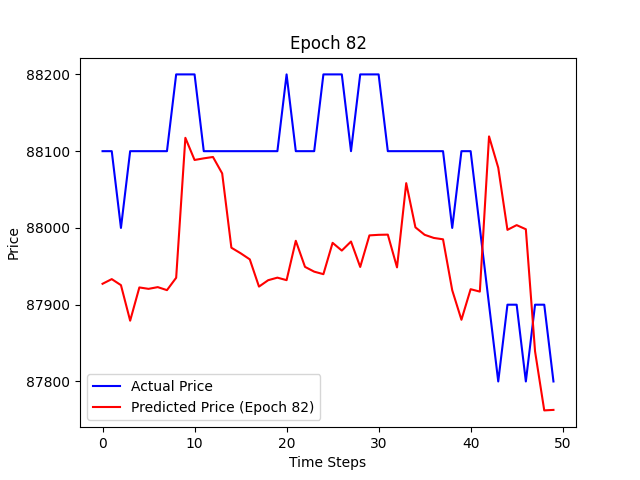 Epoch 82
Price
88200
88100
88000
87900
87800
Actual Price
Predicted Price (Epoch 82)
0 10 20 30 40 50
Time Steps